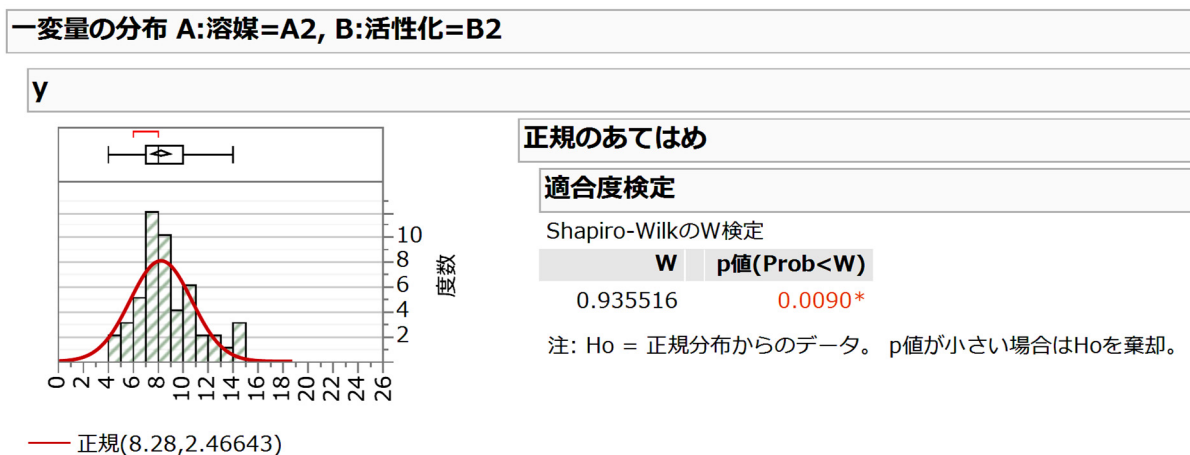 一変量の分布 A:溶媒=A2, B:活性化=B2
y
10
8
6
4
2
度数
0 2 4 6 8 10 12 14 16 18 20 22 24 26
正規(8.28,2.46643)
正規のあてはめ
適合度検定
Shapiro-WilkのW検定
W p値(Prob<W)
0.935516 0.0090*
注: Ho = 正規分布からのデータ。 p値が小さい場合はHoを棄却。